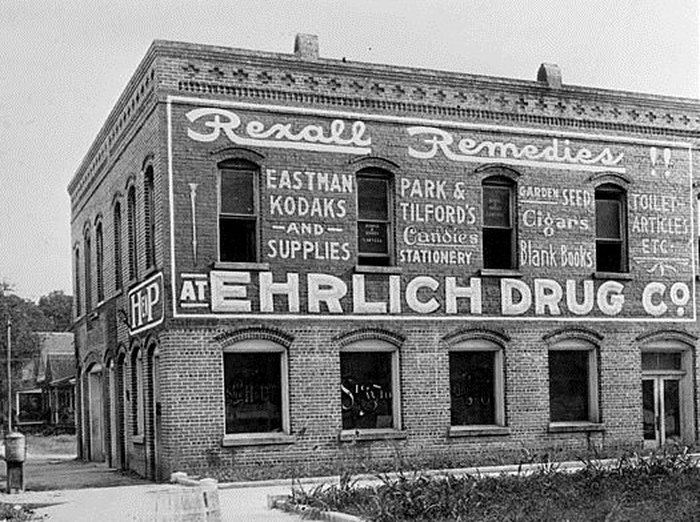 Rexall Remedies !!
EASTMAN
KODAKS
—AND—
SUPPLIES
PARK &
TILFORD'S
Candies
STATIONERY
GARDEN SEED
Cigars
Blank Books
TOILET
ARTICLES
ETC.
AT EHRLICH DRUG CO.